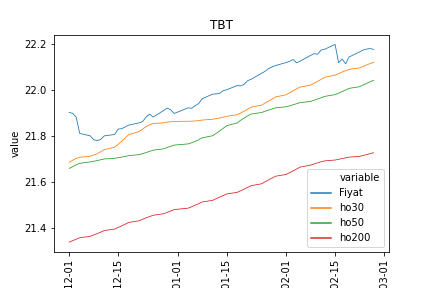 TBT
22.2
22.0
21.8
21.6
21.4
value
variable
Fiyat
ho30
ho50
ho200
12-01
12-15
01-01
01-15
02-01
02-15
03-01